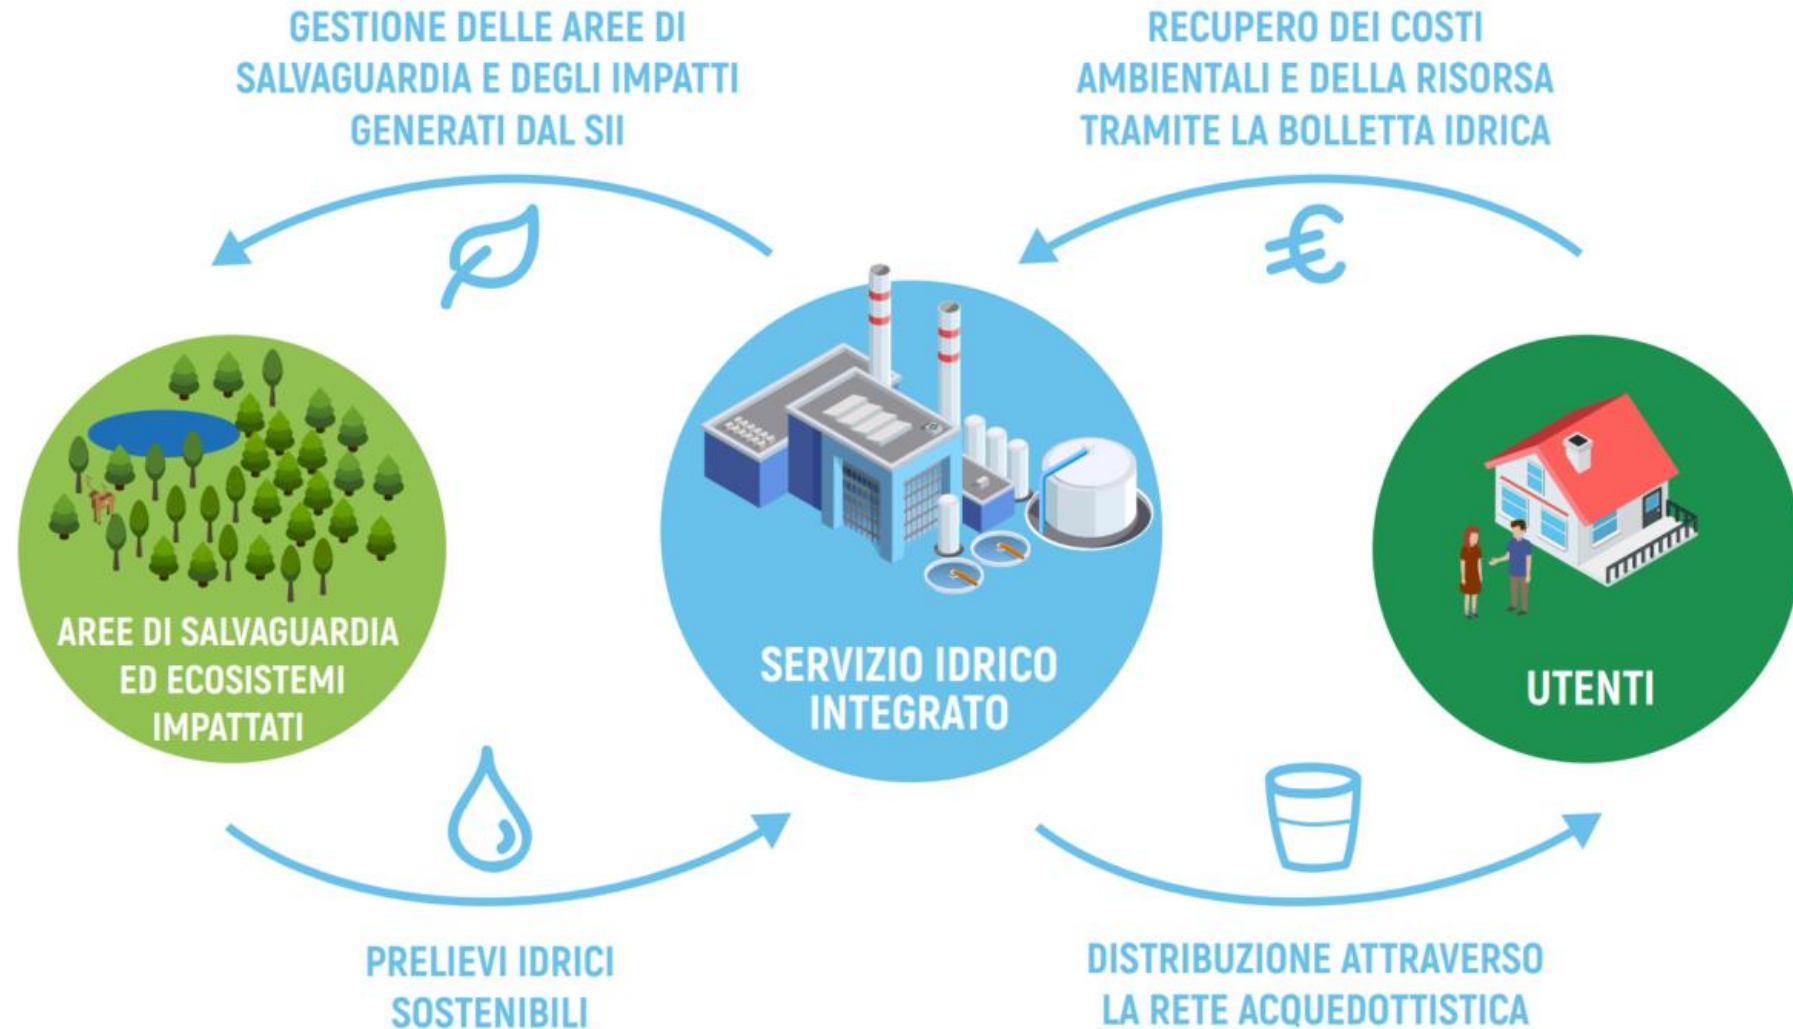 GESTIONE DELLE AREE DI
SALVAGUARDIA E DEGLI IMPATTI
GENERATI DAL SII
RECUPERO DEI COSTI
AMBIENTALI E DELLA RISORSA
TRAMITE LA BOLLETTA IDRICA
€
AREE DI SALVAGUARDIA
ED ECOSISTEMI
IMPATTATI
SERVIZIO IDRICO
INTEGRATO
UTENTI
PRELIEVI IDRICI
SOSTENIBILI
DISTRIBUZIONE ATTRAVERSO
LA RETE ACQUEDOTTISTICA